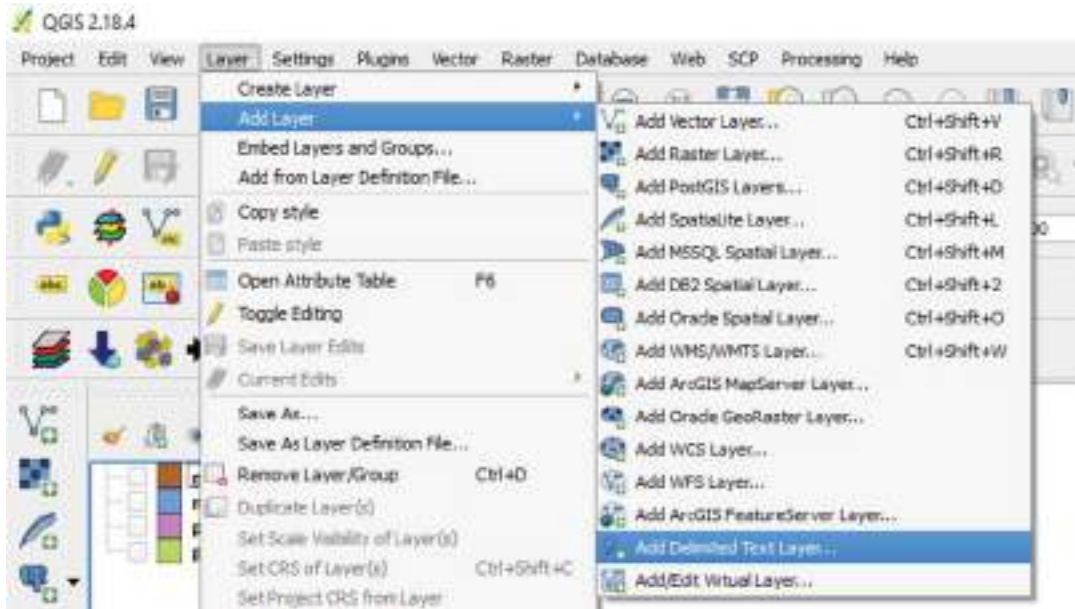 QGIS 2.18.4
Project Edit View Layer Settings Plugins Vector Raster Database Web SCP Processing Help
Create Layer
Add Layer
Embed Layers and Groups...
Add from Layer Definition File...
Copy style
Paste style
Open Attribute Table F6
Toggle Editing
Save Layer Edits
Current Edits
Save As...
Save As Layer Definition File...
Remove Layer/Group Ctrl+D
Duplicate Layer(s)
Set Scale Visibility of Layer(s)
Set CRS of Layer(s) Ctrl+Shift+C
Set Project CRS from Layer
Add Vector Layer... Ctrl+Shift+V
Add Raster Layer... Ctrl+Shift+R
Add PostGIS Layers... Ctrl+Shift+D
Add SpatiaLite Layer... Ctrl+Shift+L
Add MSSQL Spatial Layer... Ctrl+Shift+M
Add DB2 Spatial Layer... Ctrl+Shift+2
Add Oracle Spatial Layer... Ctrl+Shift+O
Add WMS/WMTS Layer... Ctrl+Shift+W
Add ArcGIS MapServer Layer...
Add Oracle GeoRaster Layer...
Add WCS Layer...
Add WFS Layer...
Add ArcGIS FeatureServer Layer...
Add Delimited Text Layer...
Add/Edit Virtual Layer...